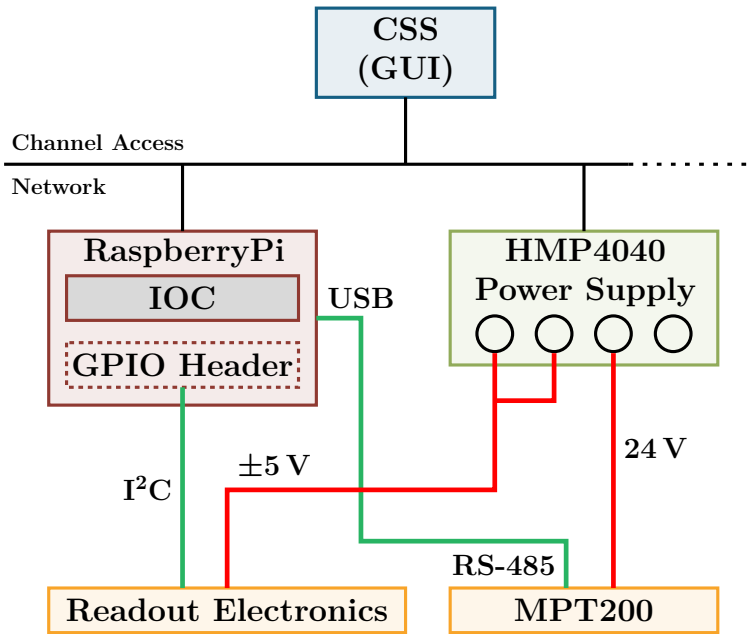 CSS
(GUI)
Channel Access
Network
RaspberryPi
IOC
GPIO Header
USB
HMP4040
Power Supply
±5 V
24 V
I²C
RS-485
Readout Electronics
MPT200